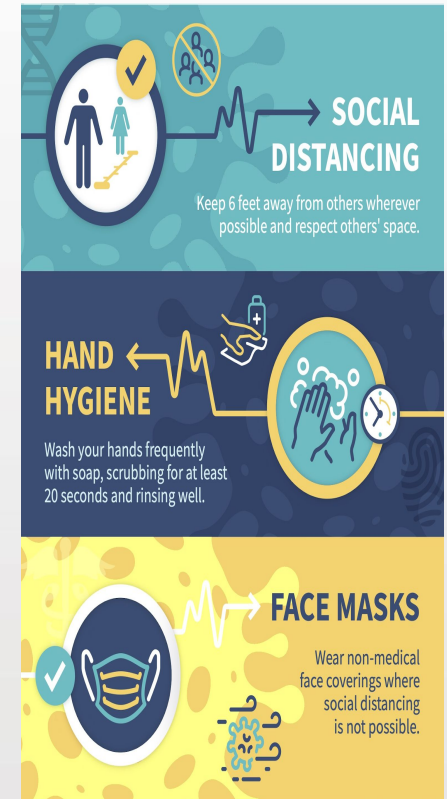 SOCIAL
DISTANCING
Keep 6 feet away from others wherever
possible and respect others' space.
HAND
HYGIENE
Wash your hands frequently
with soap, scrubbing for at least
20 seconds and rinsing well.
FACE MASKS
Wear non-medical
face coverings where
social distancing
is not possible.